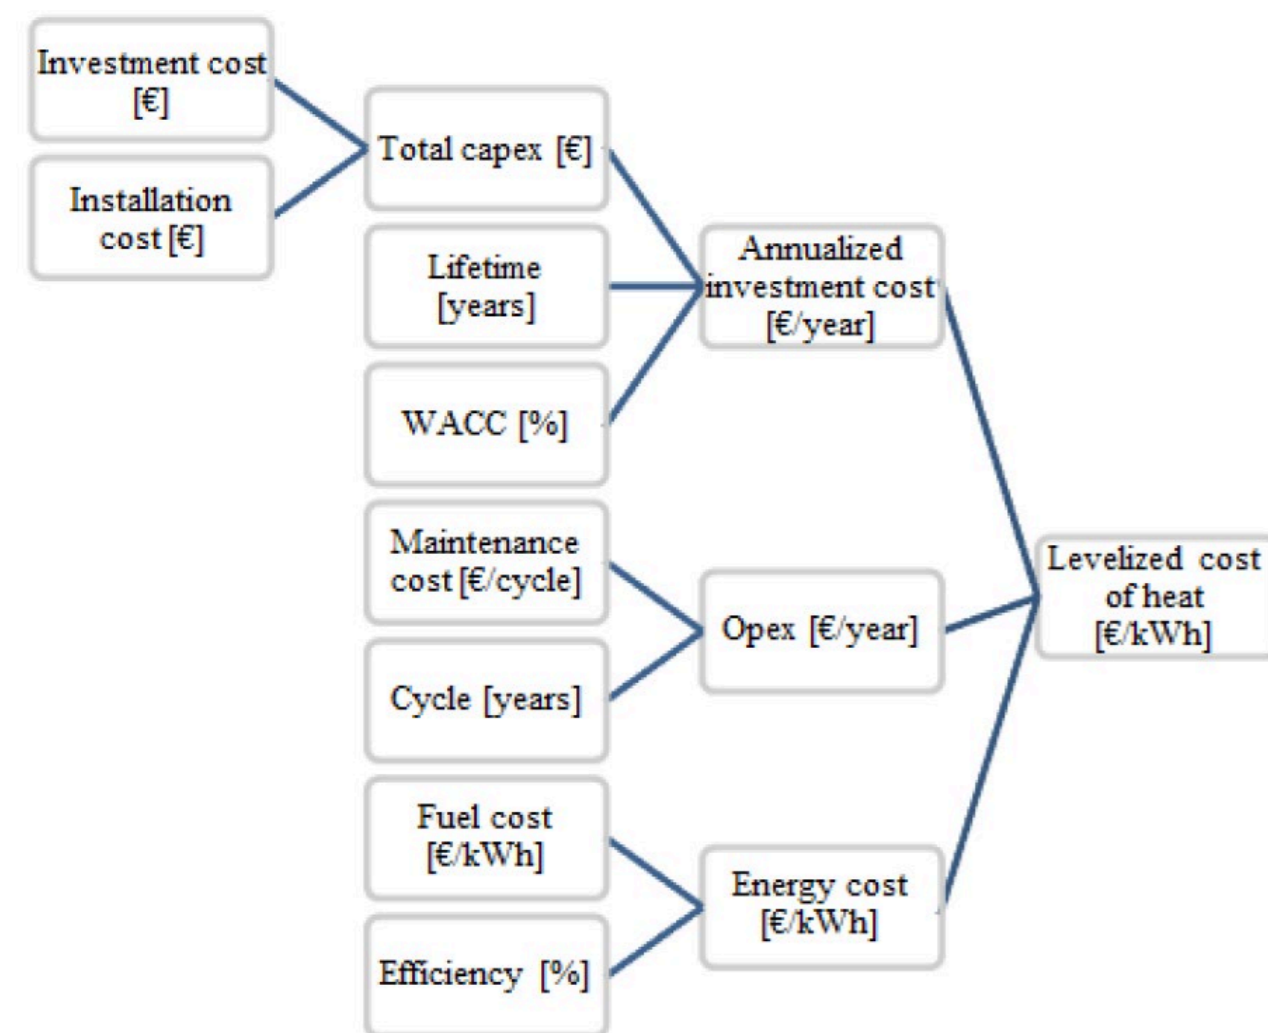 Investment cost
[€]
Installation
cost [€]
Total capex [€]
Lifetime
[years]
WACC [%]
Maintenance
cost [€/cycle]
Cycle [years]
Fuel cost
[€/kWh]
Efficiency [%]
Annualized
investment cost
[€/year]
Opex [€/year]
Energy cost
[€/kWh]
Levelized cost
of heat
[€/kWh]